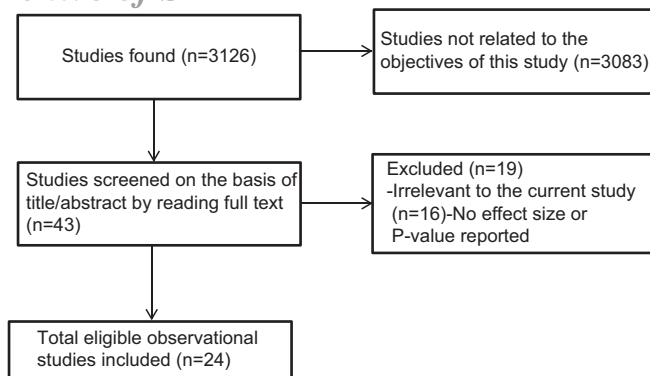 Studies found (n=3126)
Studies not related to the
objectives of this study (n=3083)
Studies screened on the basis of
title/abstract by reading full text
(n=43)
Excluded (n=19)
-Irrelevant to the current study
(n=16)-No effect size or
P-value reported
Total eligible observational
studies included (n=24)